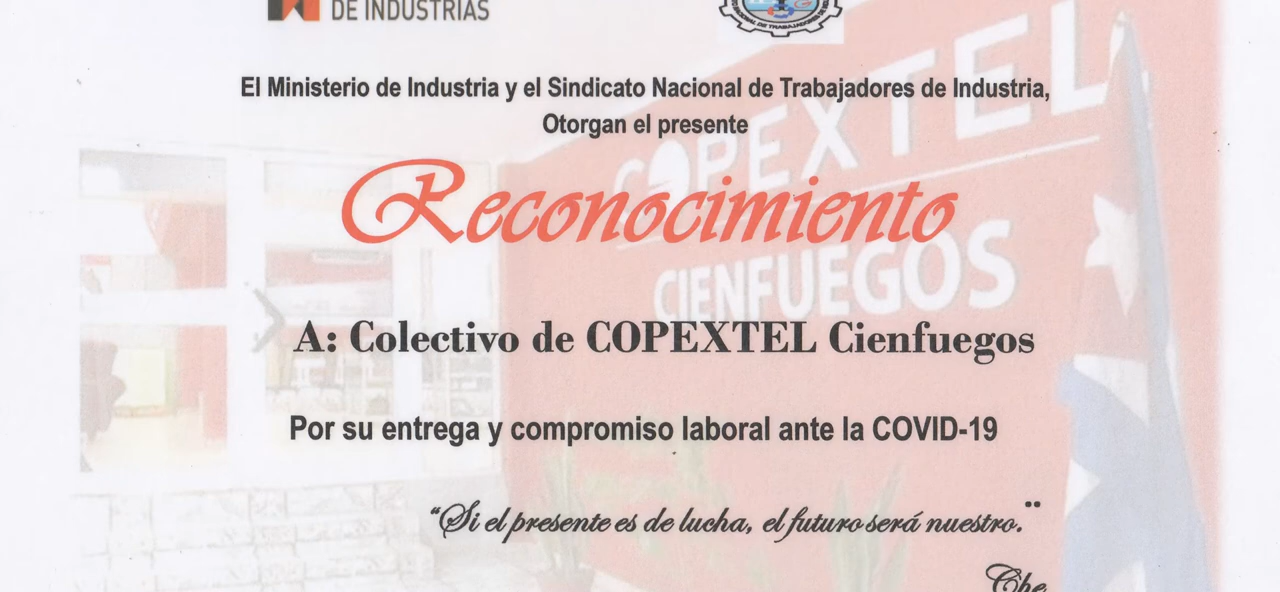 DE INDUSTRIAS
El Ministerio de Industria y el Sindicato Nacional de Trabajadores de Industria,
Otorgan el presente
Reconocimiento
COPEXTEL
CIENFUEGOS
A: Colectivo de COPEXTEL Cienfuegos
Por su entrega y compromiso laboral ante la COVID-19
“Si el presente es de lucha, el futuro será nuestro.¨
Che